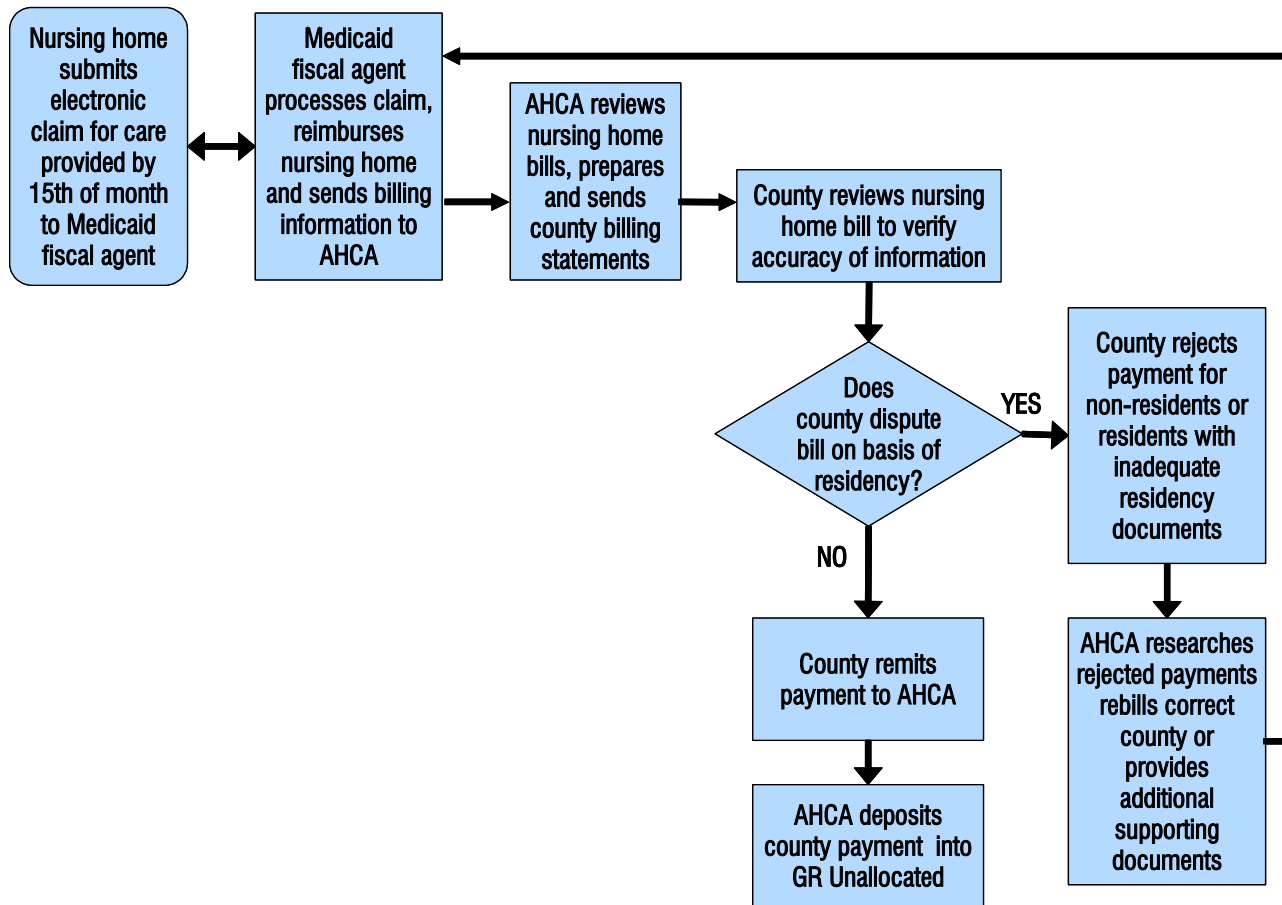 Nursing home
submits
electronic
claim for care
provided by
15th of month
to Medicaid
fiscal agent
Medicaid
fiscal agent
processes claim,
reimburses
nursing home
and sends billing
information to
AHCA
AHCA reviews
nursing home
bills, prepares
and sends
county billing
statements
County reviews nursing
home bill to verify
accuracy of information
Does
county dispute
bill on basis of
residency?
YES
County rejects
payment for
non-residents or
residents with
inadequate
residency
documents
NO
County remits
payment to AHCA
AHCA deposits
county payment into
GR Unallocated
AHCA researches
rejected payments
rebills correct
county or
provides
additional
supporting
documents